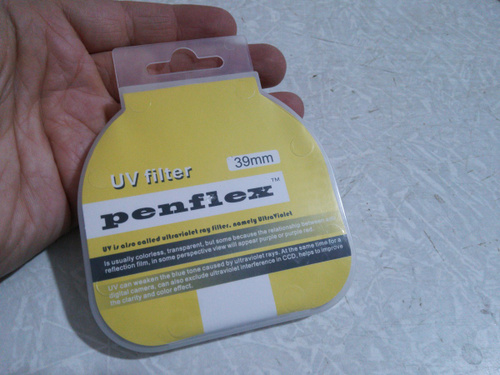 UV filter
39mm
penflex™
UV is also called ultraviolet ray filter, namely UltraViolet
is usually colorless, transparent, but some because the relationship between
reflection film, in some perspective view will appear purple or purple red.
UV can weaken the blue tone caused by ultraviolet rays. At the same time for a
digital camera, can also exclude ultraviolet interference in CCD, helps to improve
the clarity and color effect.